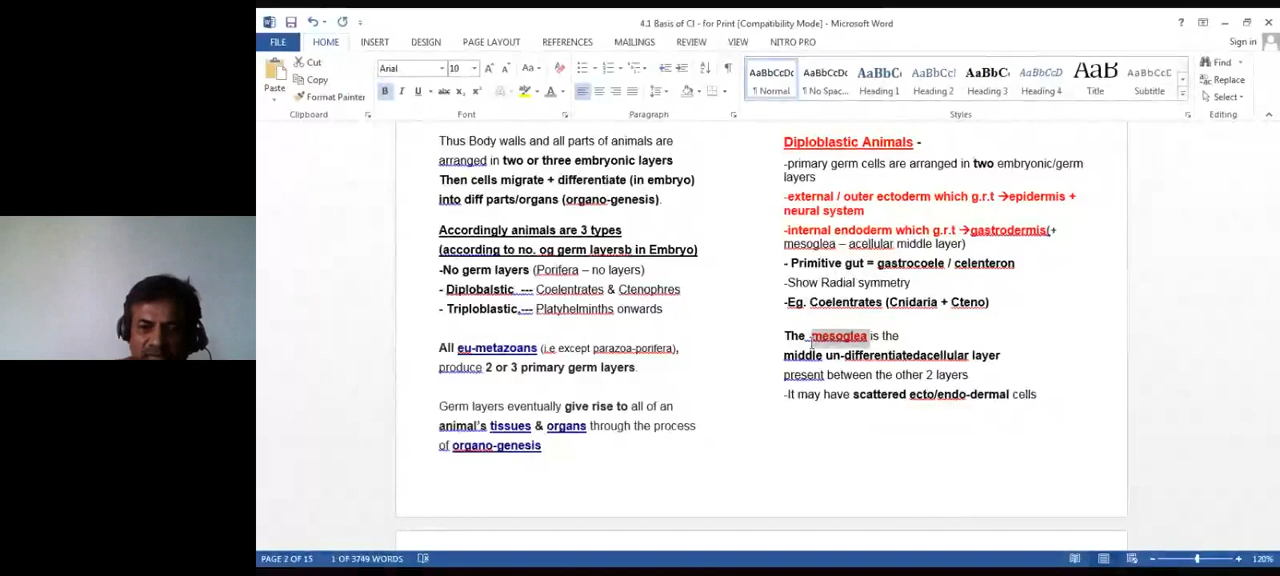 4.1 Basis of CI - for Print [Compatibility Mode] - Microsoft Word
FILE HOME INSERT DESIGN PAGE LAYOUT REFERENCES MAILINGS REVIEW VIEW NITRO PRO
Sign in
Paste
Cut
Copy
Format Painter
Clipboard
Arial 10
Font
Paragraph
AaBbCcDc AaBbCcDc AaBbC AaBbCcI AaBbC AaBbCcD AaB AaBbCcD
¶ Normal ¶ No Spac... Heading 1 Heading 2 Heading 3 Heading 4 Title Subtitle
Styles
Find
Replace
Select
Editing
Thus Body walls and all parts of animals are
arranged in two or three embryonic layers
Then cells migrate + differentiate (in embryo)
into diff parts/organs (organo-genesis).
Accordingly animals are 3 types
(according to no. og germ layersb in Embryo)
-No germ layers (Porifera – no layers)
- Diplobalstic --- Coelentrates & Ctenophres
- Triploblastic,--- Platyhelminths onwards
All eu-metazoans (i.e except parazoa-porifera),
produce 2 or 3 primary germ layers.
Germ layers eventually give rise to all of an
animal's tissues & organs through the process
of organo-genesis
Diploblastic Animals -
-primary germ cells are arranged in two embryonic/germ
layers
-external / outer ectoderm which g.r.t →epidermis +
neural system
-internal endoderm which g.r.t →gastrodermis(+
mesoglea – acellular middle layer)
- Primitive gut = gastrocoele / celenteron
-Show Radial symmetry
-Eg. Coelentrates (Cnidaria + Cteno)
The -mesoglea is the
middle un-differentiatedacellular layer
present between the other 2 layers
-It may have scattered ecto/endo-dermal cells
PAGE 2 OF 15 1 OF 3749 WORDS
120%